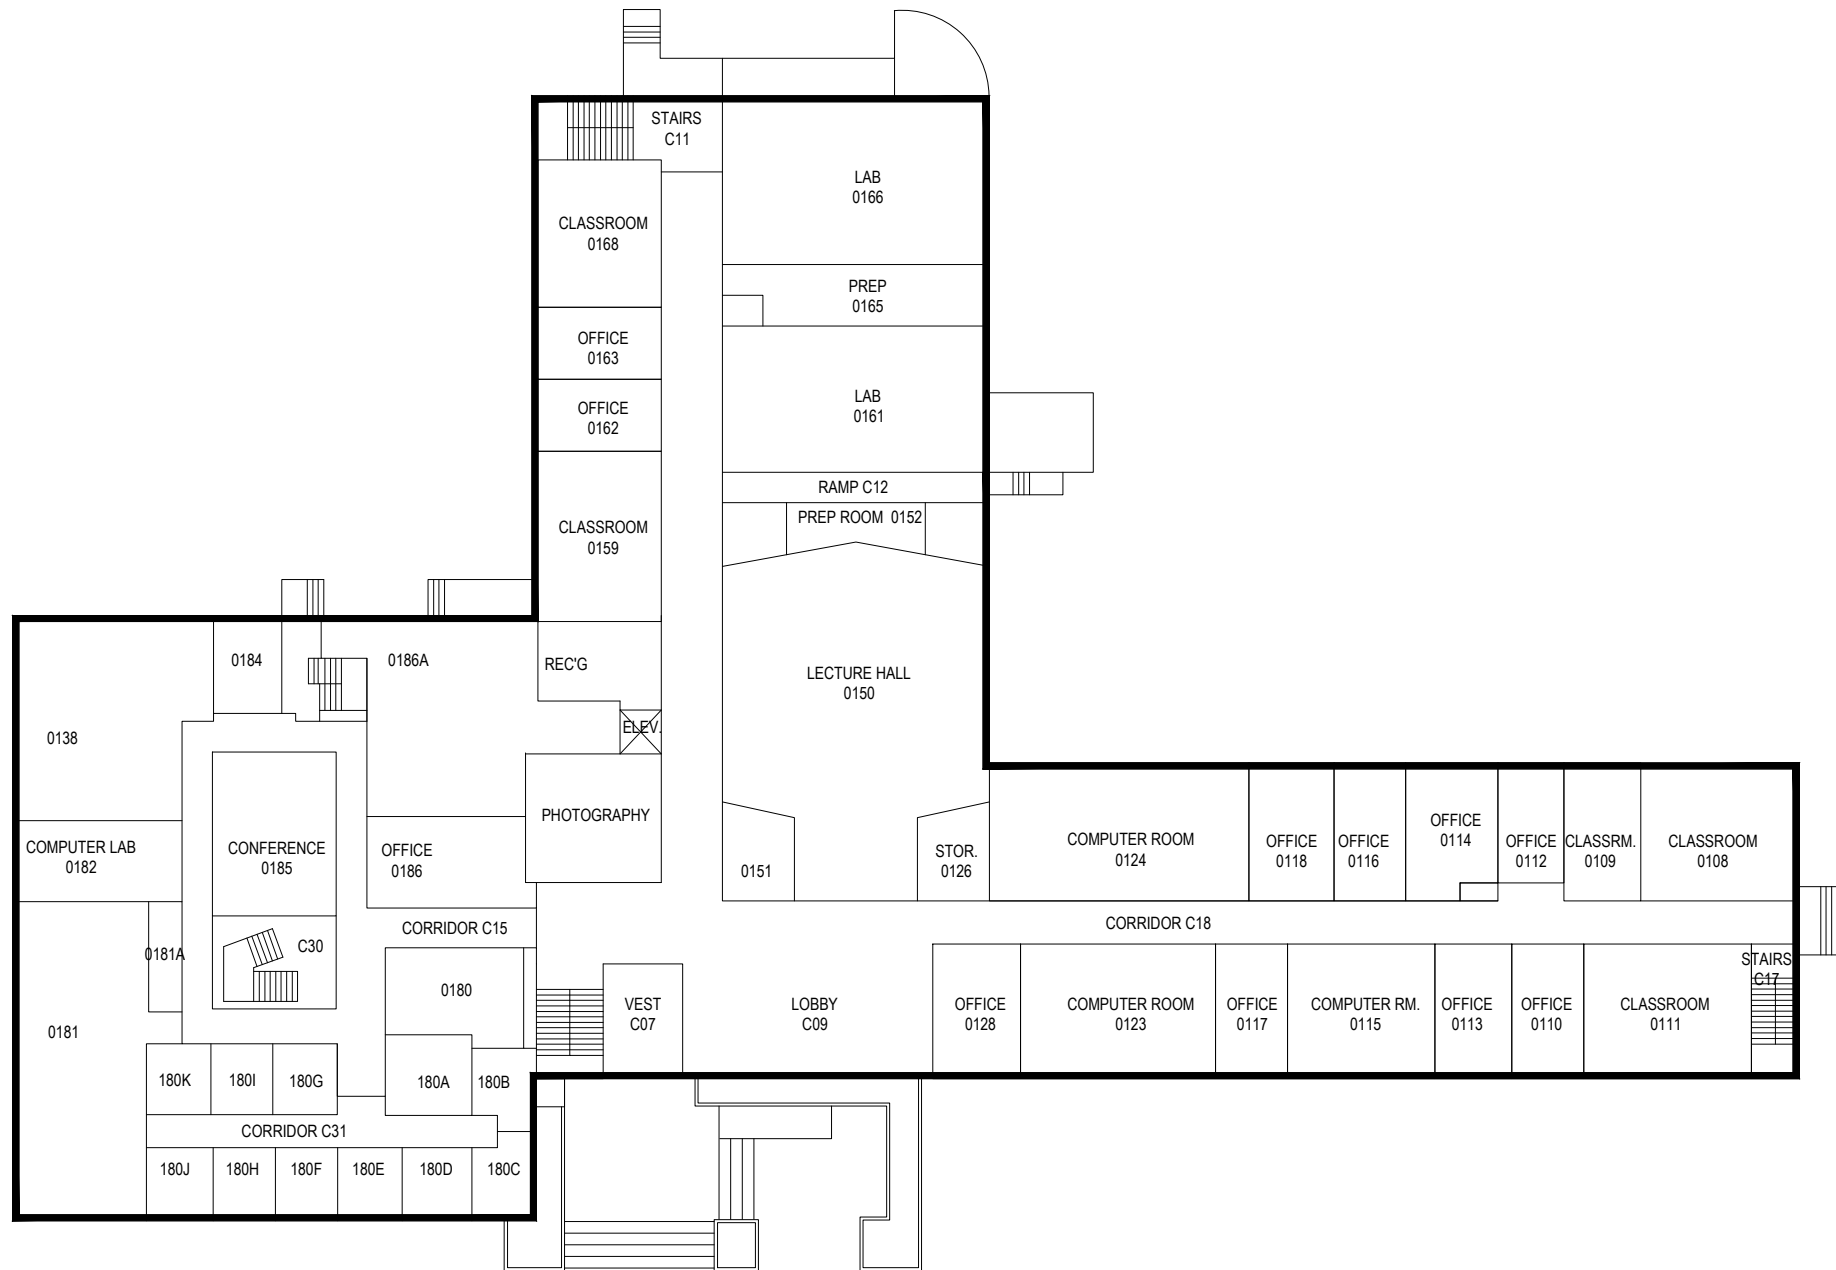 STAIRS
C11
LAB
0166
CLASSROOM
0168
PREP
0165
OFFICE
0163
OFFICE
0162
LAB
0161
RAMP C12
PREP ROOM 0152
CLASSROOM
0159
0184
0186A
REC'G
LECTURE HALL
0150
ELEV.
0138
PHOTOGRAPHY
COMPUTER LAB
0182
CONFERENCE
0185
OFFICE
0186
0151
STOR.
0126
COMPUTER ROOM
0124
OFFICE
0118
OFFICE
0116
OFFICE
0114
OFFICE
0112
CLASSRM.
0109
CLASSROOM
0108
CORRIDOR C15
CORRIDOR C18
0181A
C30
0180
0181
VEST
C07
LOBBY
C09
OFFICE
0128
COMPUTER ROOM
0123
OFFICE
0117
COMPUTER RM.
0115
OFFICE
0113
OFFICE
0110
CLASSROOM
0111
STAIRS
C17
180K
180I
180G
180A
180B
CORRIDOR C31
180J
180H
180F
180E
180D
180C